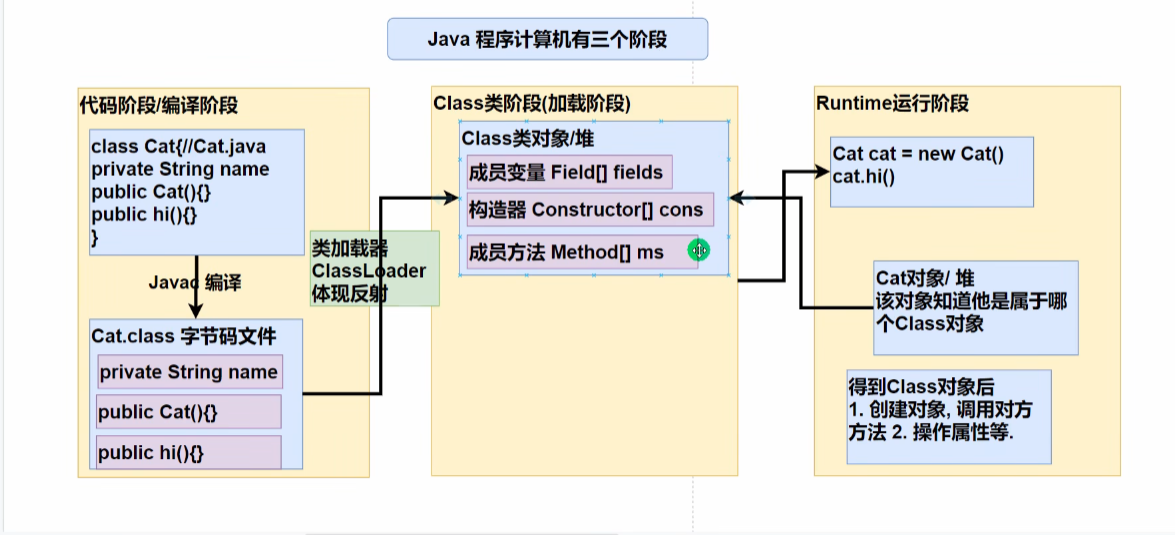 Java 程序计算机有三个阶段
代码阶段/编译阶段
class Cat{//Cat.java
private String name
public Cat(){}
public hi(){}
}
Javac 编译
Cat.class 字节码文件
private String name
public Cat(){}
public hi(){}
类加载器
ClassLoader
体现反射
Class类阶段(加载阶段)
Class类对象/堆
成员变量 Field[] fields
构造器 Constructor[] cons
成员方法 Method[] ms
Runtime运行阶段
Cat cat = new Cat()
cat.hi()
Cat对象/ 堆
该对象知道他是属于哪
个Class对象
得到Class对象后
1. 创建对象, 调用对方
方法 2. 操作属性等.